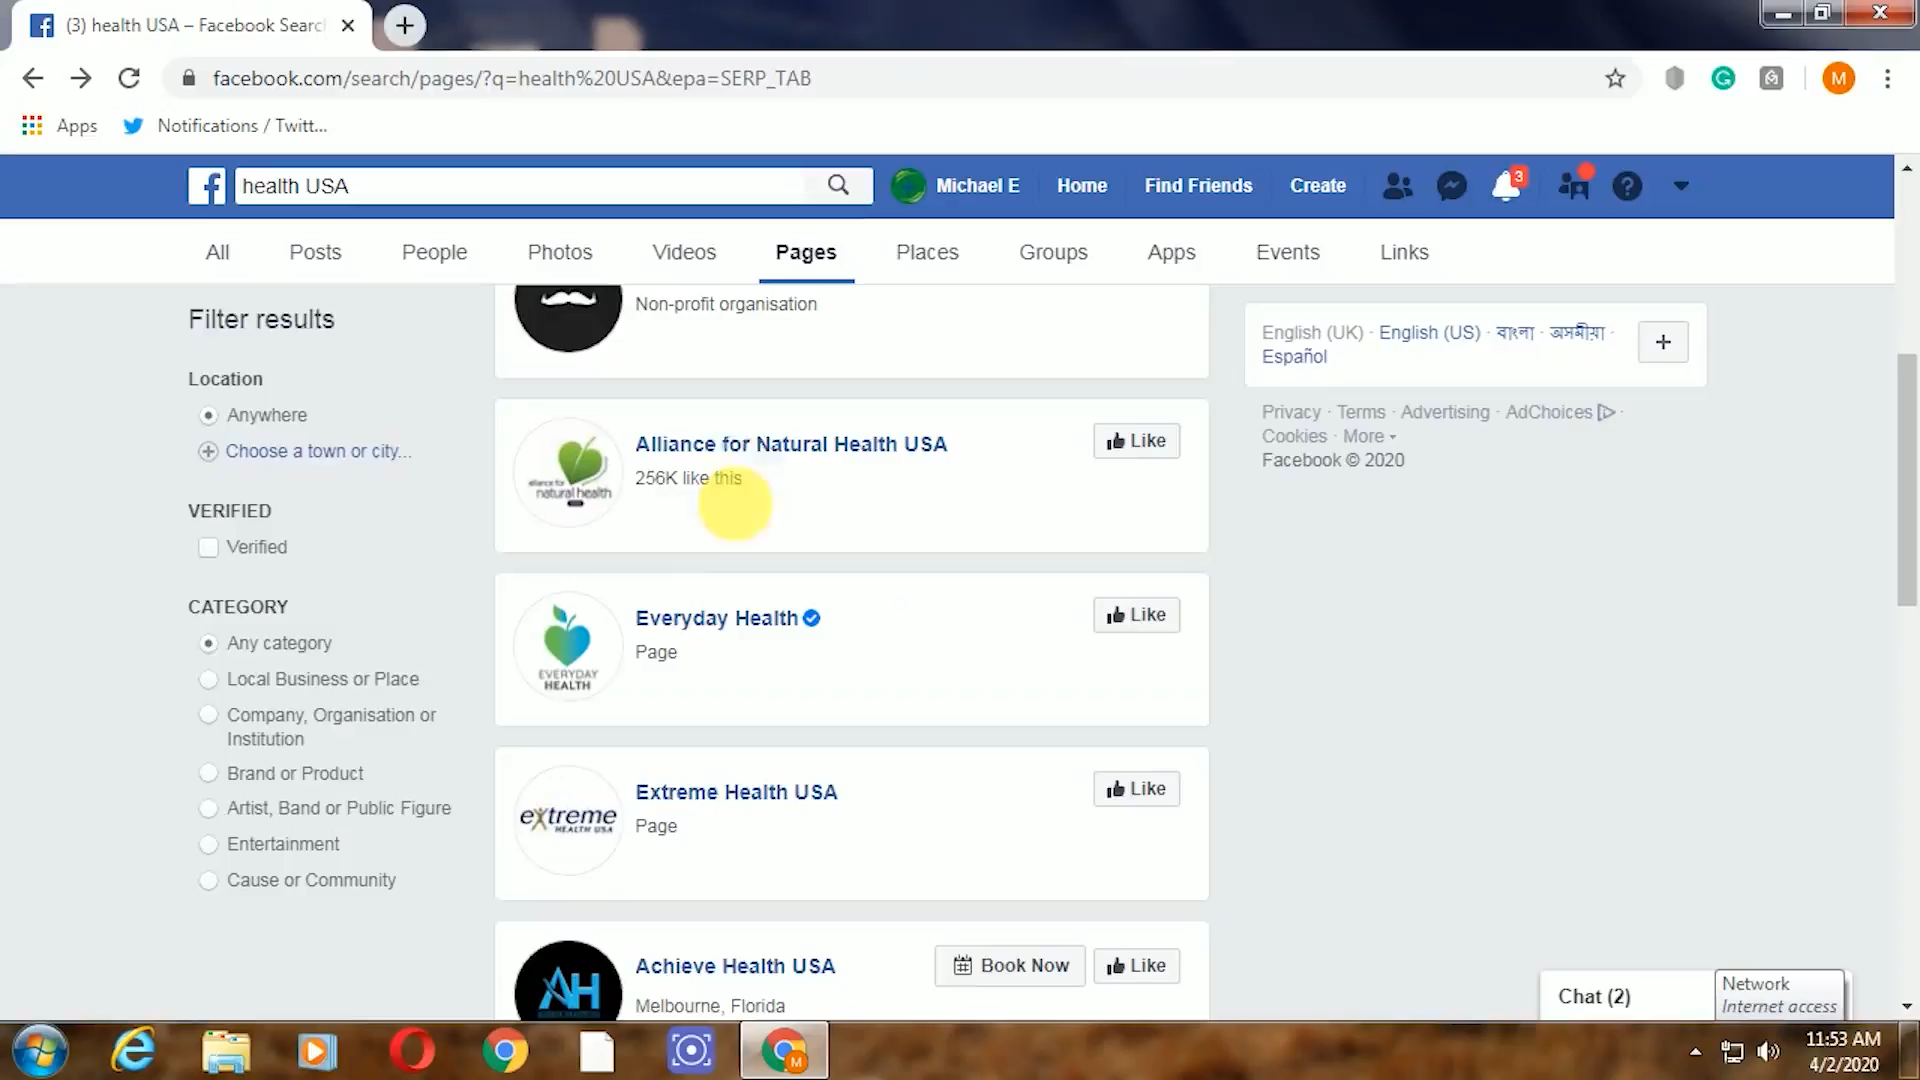 (3) health USA – Facebook Searc
facebook.com/search/pages/?q=health%20USA&epa=SERP_TAB
M
Apps
Notifications / Twitt...
health USA
Michael E
Home
Find Friends
Create
3
All
Posts
People
Photos
Videos
Pages
Places
Groups
Apps
Events
Links
Filter results
Location
Anywhere
Choose a town or city...
VERIFIED
Verified
CATEGORY
Any category
Local Business or Place
Company, Organisation or
Institution
Brand or Product
Artist, Band or Public Figure
Entertainment
Cause or Community
Non-profit organisation
alliance for
natural health
Alliance for Natural Health USA
256K like this
Like
EVERYDAY
HEALTH
Everyday Health
Page
Like
extreme
HEALTH USA
Extreme Health USA
Page
Like
AH
Achieve Health USA
Melbourne, Florida
Book Now
Like
English (UK) · English (US) · বাংলা · অসমীয়া ·
Español
Privacy · Terms · Advertising · AdChoices ·
Cookies · More
Facebook © 2020
Chat (2)
Network
Internet access
M
11:53 AM
4/2/2020